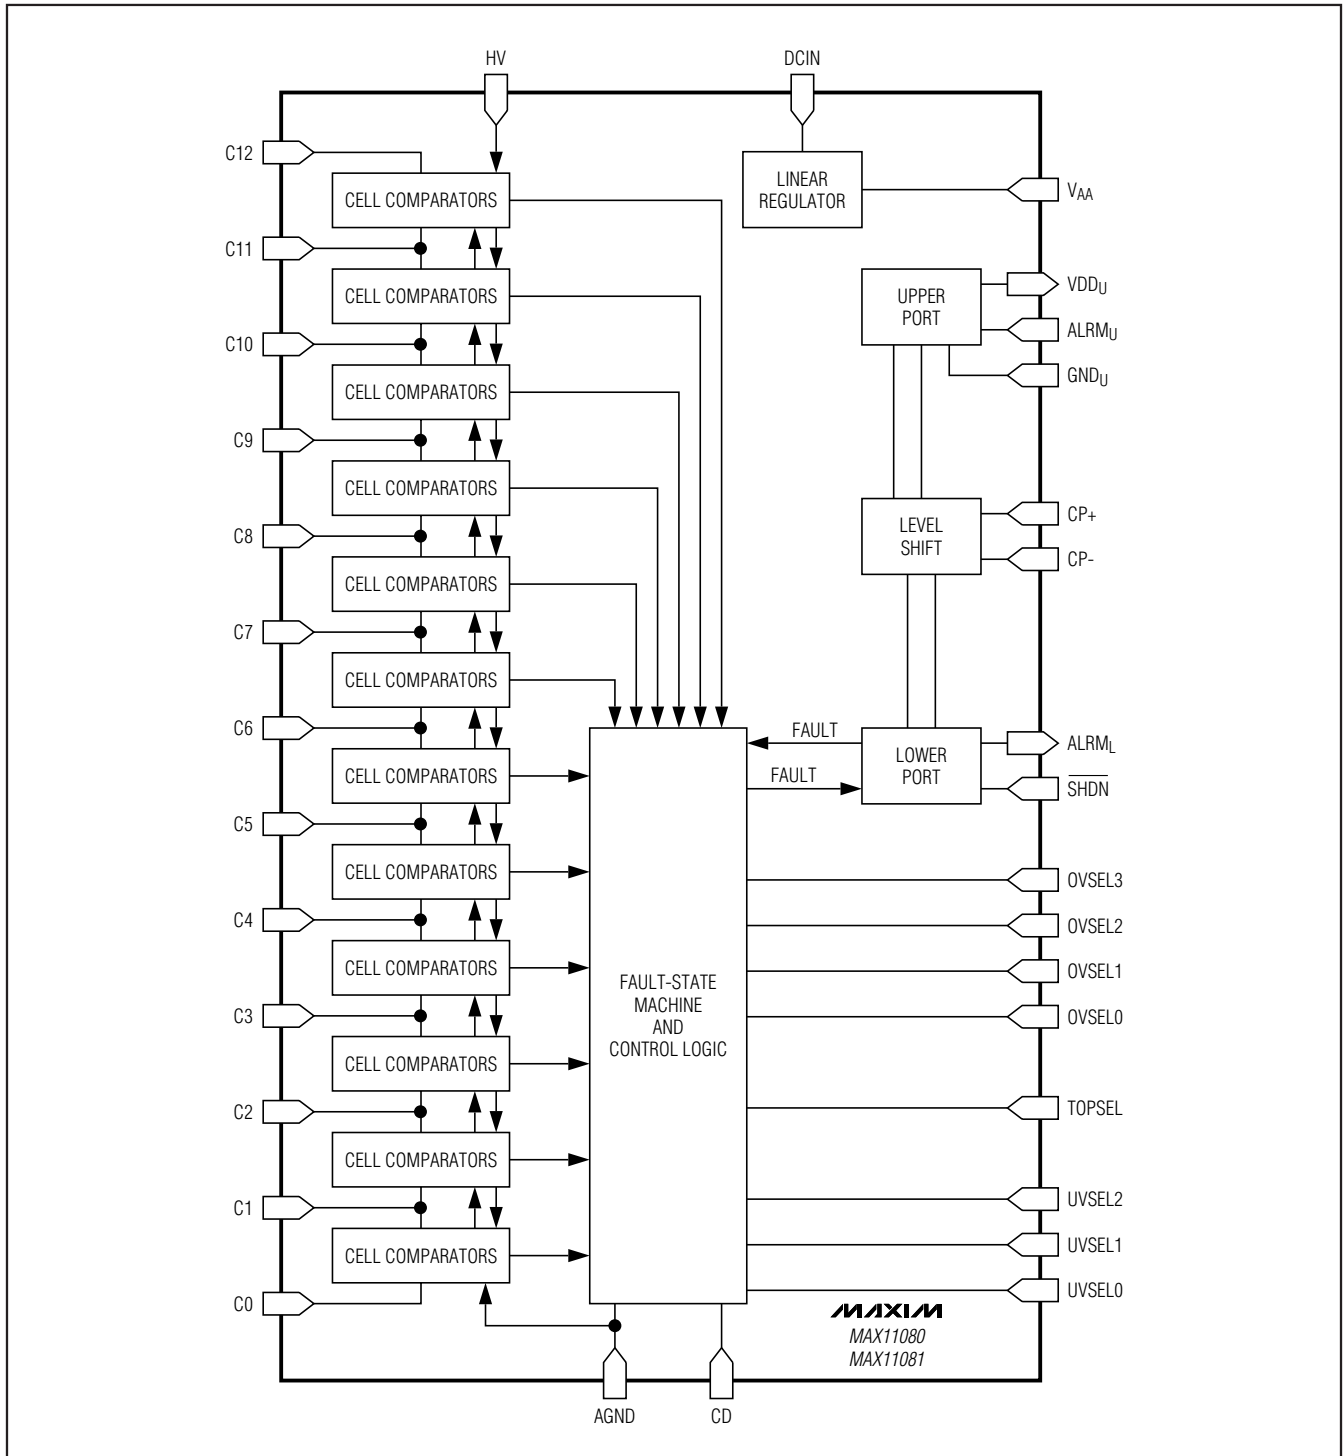 HV
DCIN
C12
CELL COMPARATORS
LINEAR
REGULATOR
VAA
C11
CELL COMPARATORS
UPPER
PORT
VDDU
ALRMU
GNDU
C10
CELL COMPARATORS
C9
CELL COMPARATORS
LEVEL
SHIFT
CP+
CP-
C8
CELL COMPARATORS
C7
CELL COMPARATORS
C6
CELL COMPARATORS
FAULT
FAULT
LOWER
PORT
ALRML
SHDN
C5
CELL COMPARATORS
OVSEL3
C4
OVSEL2
CELL COMPARATORS
OVSEL1
FAULT-STATE
MACHINE
AND
CONTROL LOGIC
C3
OVSEL0
CELL COMPARATORS
C2
TOPSEL
CELL COMPARATORS
C1
UVSEL2
UVSEL1
CELL COMPARATORS
UVSEL0
C0
MAXIM
MAX11080
MAX11081
AGND
CD